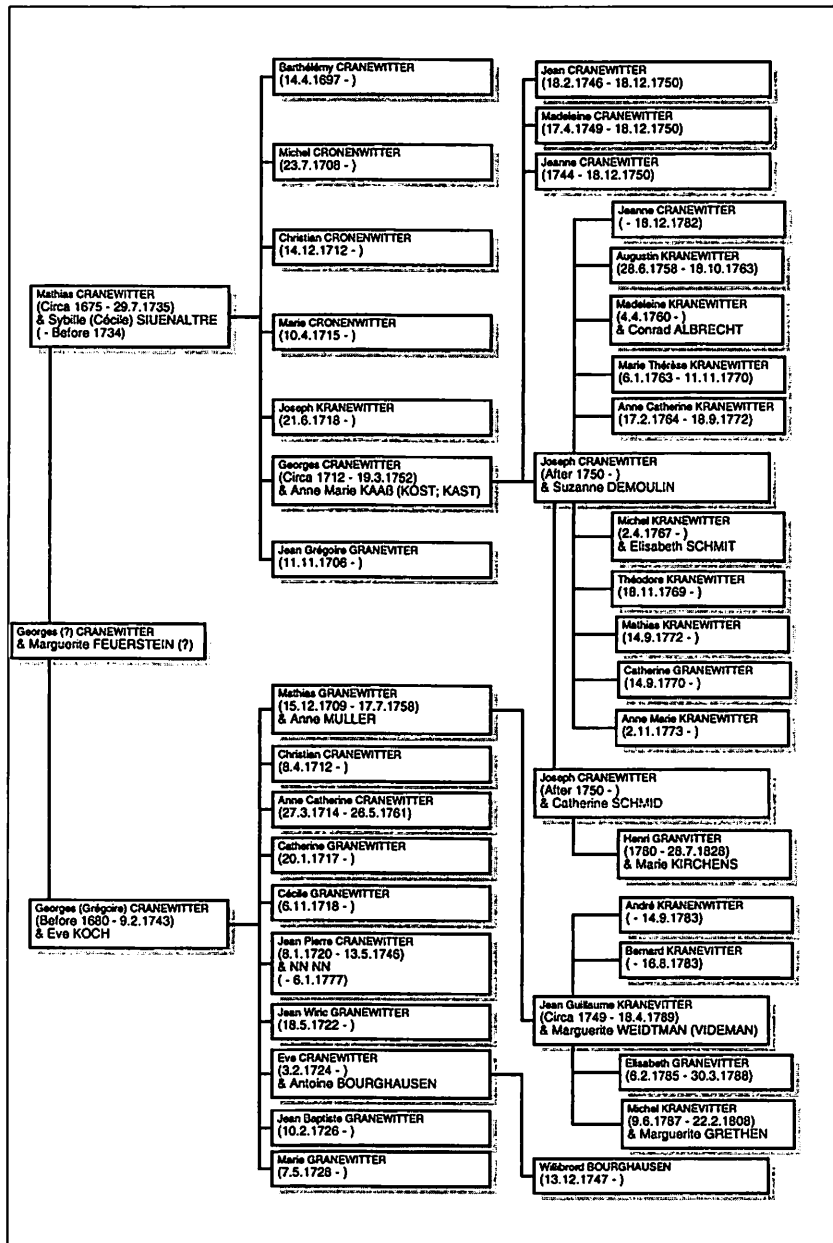 Georges (?) CRANEWITTER
& Marguerite FEUERSTEIN (?)
Mathias CRANEWITTER
(Circa 1675 - 29.7.1735)
& Sybille (Cécile) SIUENALTRE
( - Before 1734)
Barthélémy CRANEWITTER
(14.4.1697 - )
Michel CRONENWITTER
(23.7.1708 - )
Christian CRONENWITTER
(14.12.1712 - )
Marie CRONENWITTER
(10.4.1715 - )
Joseph KRANEWITTER
(21.6.1718 - )
Georges CRANEWITTER
(Circa 1712 - 19.3.1752)
& Anne Marie KAAß (KOST; KAST)
Jean CRANEWITTER
(18.2.1746 - 18.12.1750)
Madeleine CRANEWITTER
(17.4.1749 - 18.12.1750)
Jeanne CRANEWITTER
(1744 - 18.12.1750)
Joseph CRANEWITTER
(After 1750 - )
& Suzanne DEMOULIN
Jeanne CRANEWITTER
( - 18.12.1782)
Augustin KRANEWITTER
(28.6.1758 - 18.10.1763)
Madeleine KRANEWITTER
(4.4.1760 - )
& Conrad ALBRECHT
Marie Thérèse KRANEWITTER
(6.1.1763 - 11.11.1770)
Anne Catherine KRANEWITTER
(17.2.1764 - 18.9.1772)
Michel KRANEWITTER
(2.4.1767 - )
& Elisabeth SCHMIT
Théodore KRANEWITTER
(18.11.1769 - )
Mathias KRANEWITTER
(14.9.1772 - )
Catherine GRANEWITTER
(14.9.1770 - )
Anne Marie KRANEWITTER
(2.11.1773 - )
Joseph CRANEWITTER
(After 1750 - )
& Catherine SCHMID
Henri GRANVITTER
(1780 - 28.7.1828)
& Marie KIRCHENS
Jean Grégoire GRANEVITER
(11.11.1706 - )
Georges (Grégoire) CRANEWITTER
(Before 1680 - 9.2.1743)
& Eve KOCH
Mathias GRANEWITTER
(15.12.1709 - 17.7.1758)
& Anne MULLER
Jean Guillaume KRANEVITTER
(Circa 1749 - 18.4.1789)
& Marguerite WEIDTMAN (VIDEMAN)
André KRANENWITTER
( - 14.9.1783)
Bernard KRANEVITTER
( - 16.8.1783)
Elisabeth GRANEVITTER
(6.2.1785 - 30.3.1788)
Michel KRANEVITTER
(9.6.1787 - 22.2.1808)
& Marguerite GRETHEN
Christian CRANEWITTER
(8.4.1712 - )
Anne Catherine CRANEWITTER
(27.3.1714 - 26.5.1761)
Catherine GRANEWITTER
(20.1.1717 - )
Cécile GRANEWITTER
(6.11.1718 - )
Jean Pierre CRANEWITTER
(8.1.1720 - 13.5.1746)
& NN NN
( - 6.1.1777)
Jean Wiric GRANEWITTER
(18.5.1722 - )
Eve CRANEWITTER
(3.2.1724 - )
& Antoine BOURGHAUSEN
Willibrord BOURGHAUSEN
(13.12.1747 - )
Jean Baptiste GRANEWITTER
(10.2.1726 - )
Marie GRANEWITTER
(7.5.1728 - )